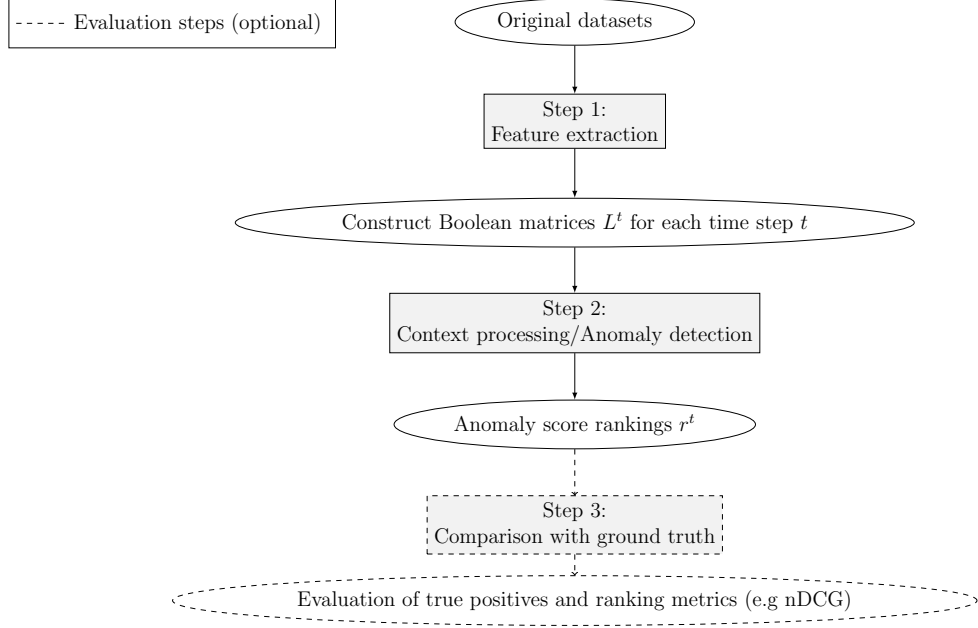 Evaluation steps (optional)
Original datasets
Step 1:
Feature extraction
Construct Boolean matrices L^t for each time step t
Step 2:
Context processing/Anomaly detection
Anomaly score rankings r^t
Step 3:
Comparison with ground truth
Evaluation of true positives and ranking metrics (e.g nDCG)